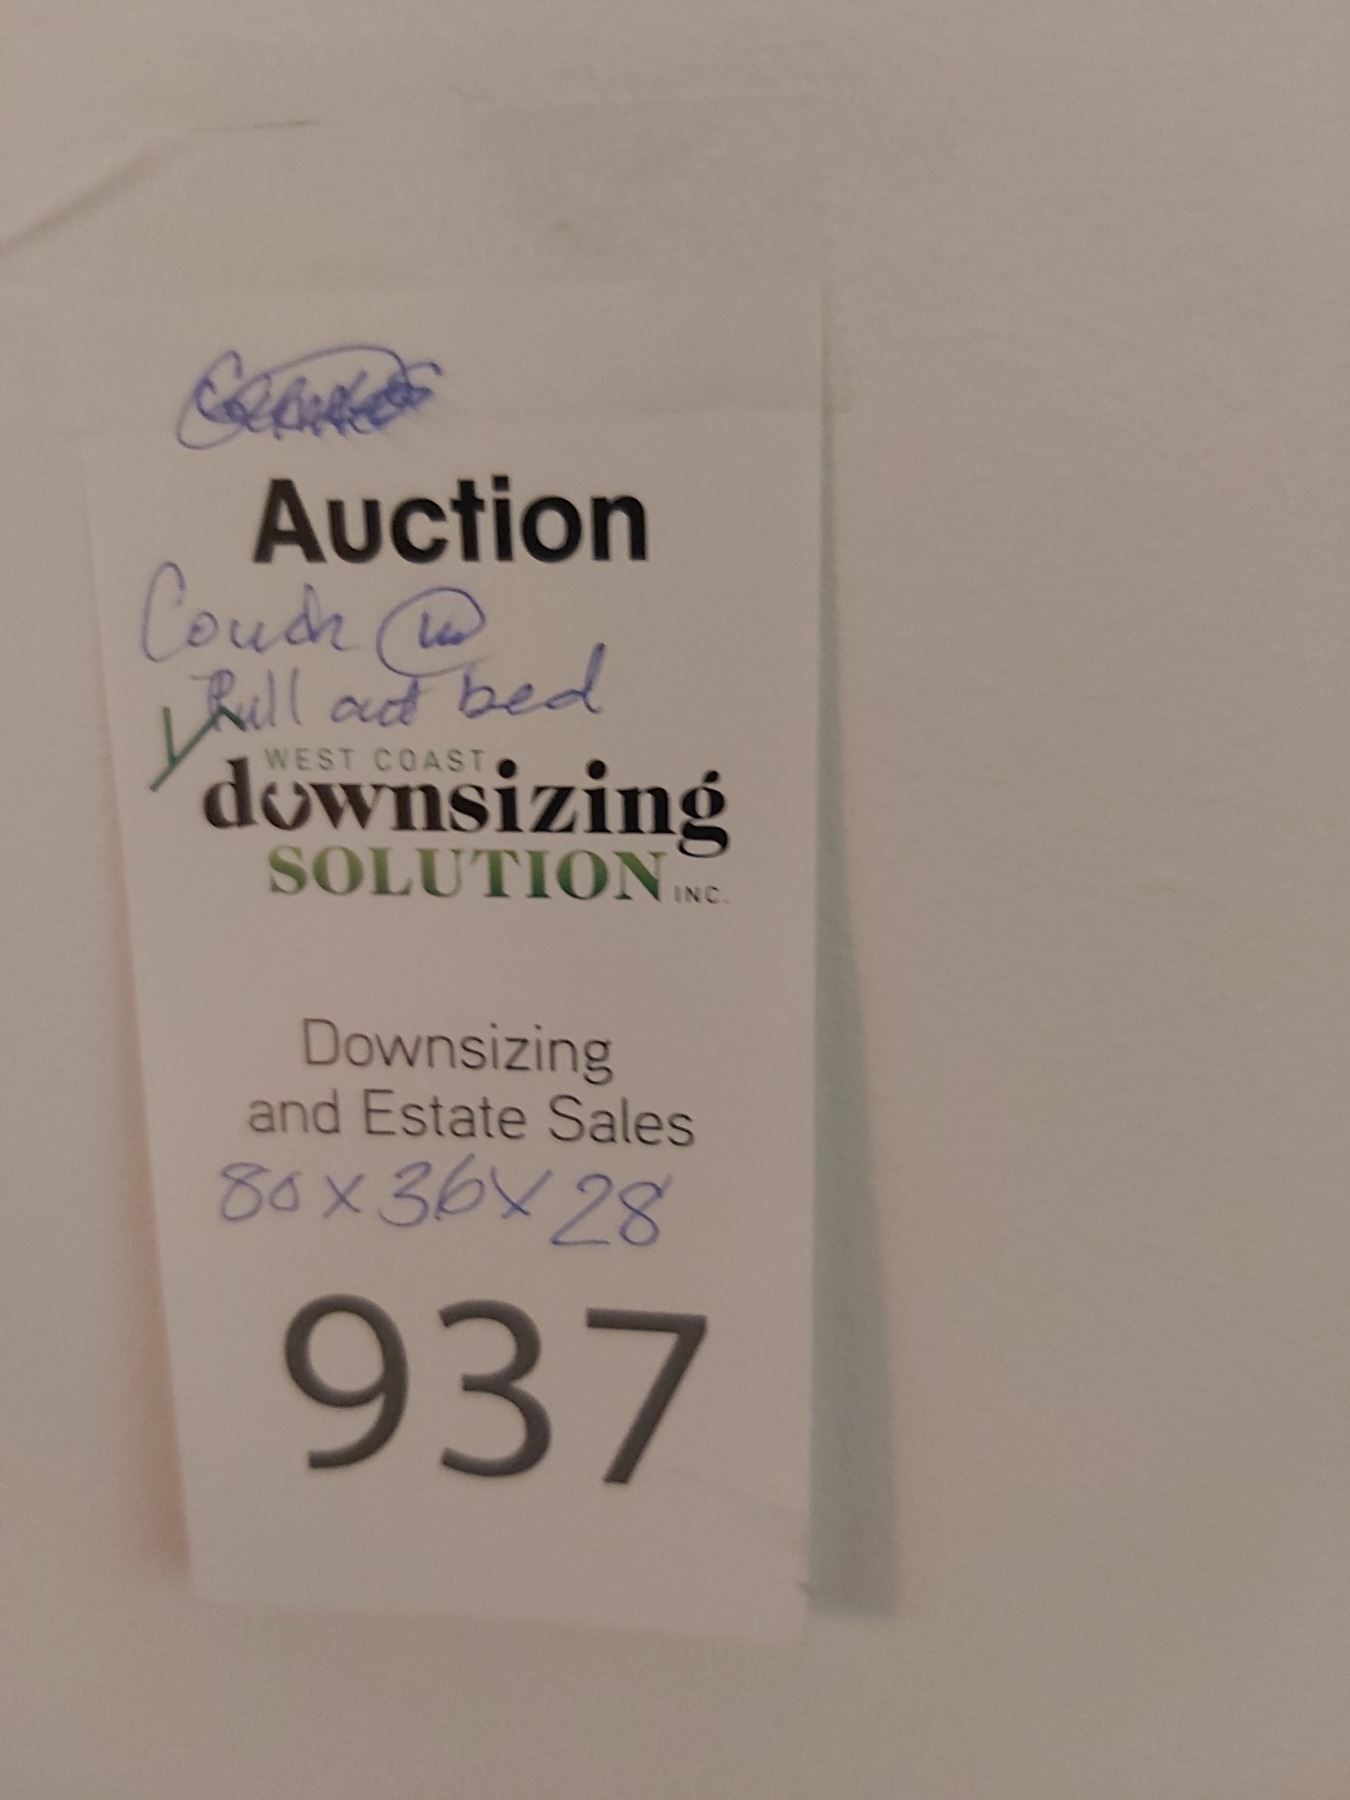 Auction
Couch
Pull out bed
WEST COAST
downsizing
SOLUTION INC.
Downsizing
and Estate Sales
80 x 36 x 28
937